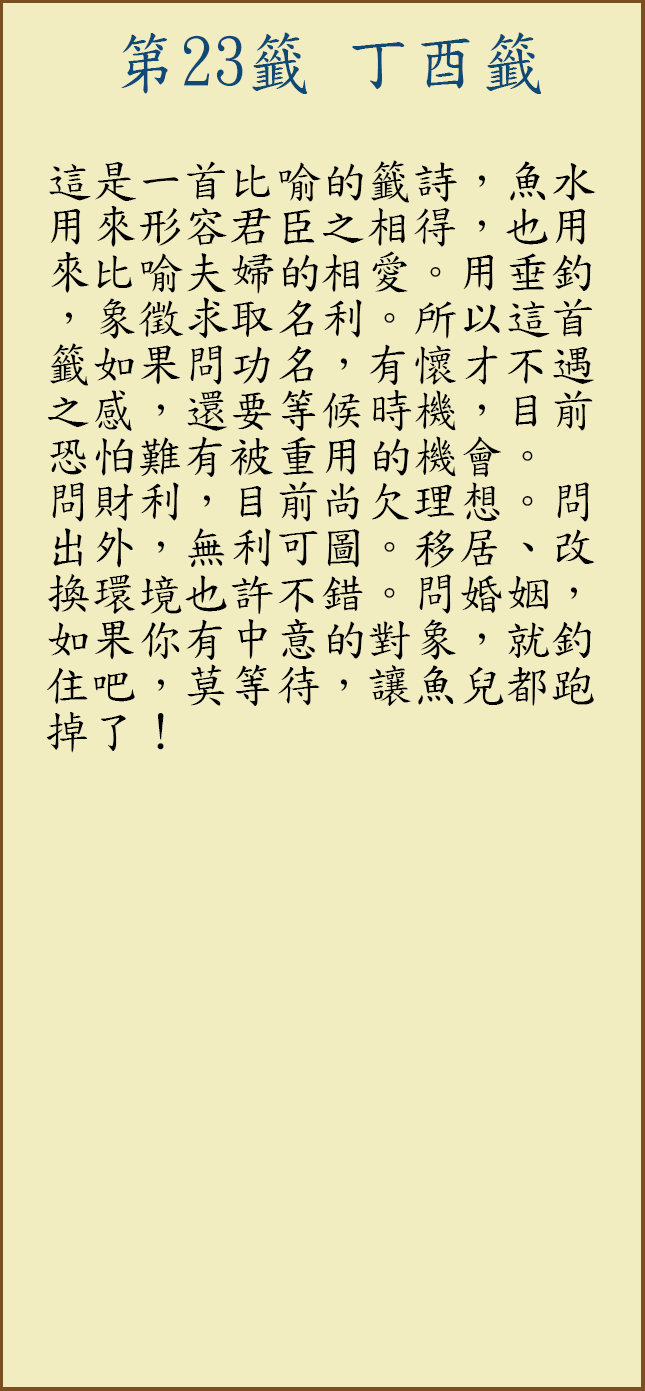 第23籤 丁酉籤
這是一首比喻的籤詩，魚水
用來形容君臣之相得，也用
來比喻夫婦的相愛。用垂釣
，象徵求取名利。所以這首
籤如果問功名，有懷才不遇
之感，還要等候時機，目前
恐怕難有被重用的機會。
問財利，目前尚欠理想。問
出外，無利可圖。移居、改
換環境也許不錯。問婚姻，
如果你有中意的對象，就釣
住吧，莫等待，讓魚兒都跑
掉了！